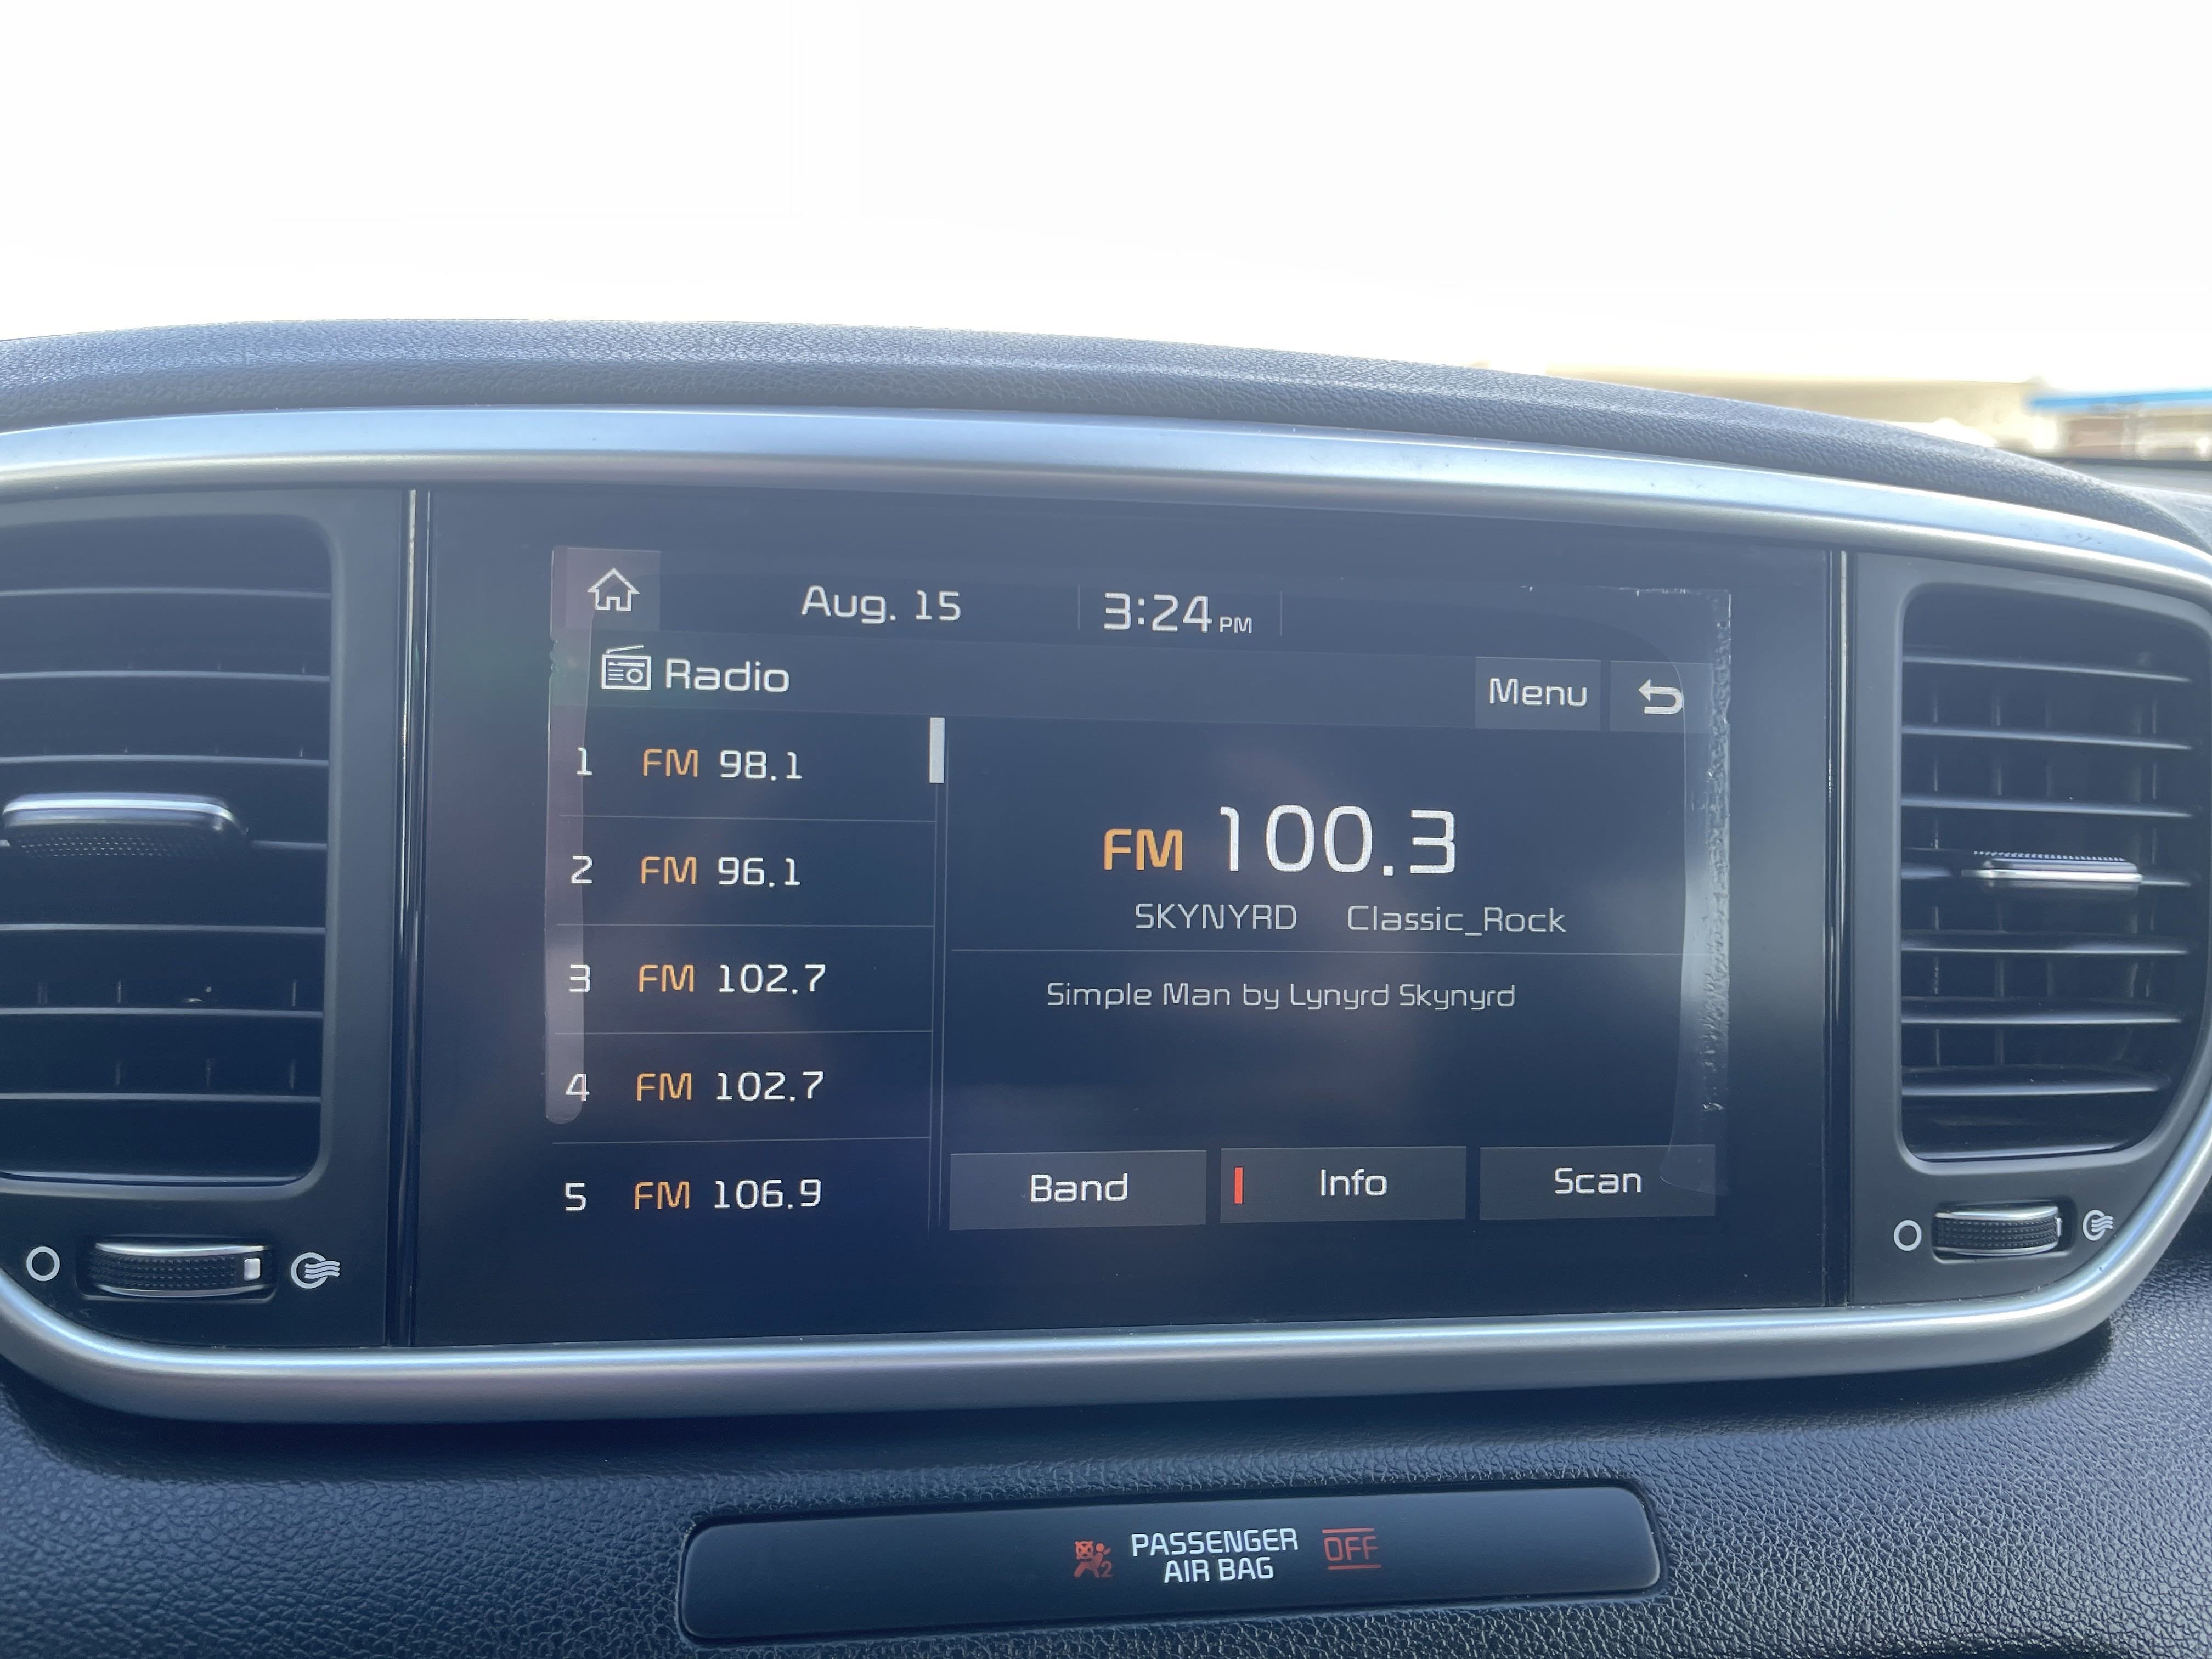 Aug. 15 3:24 PM
Radio Menu
1 FM 98.1
2 FM 96.1
3 FM 102.7
4 FM 102.7
5 FM 106.9
FM 100.3
SKYNYRD Classic_Rock
Simple Man by Lynyrd Skynyrd
Band Info Scan
PASSENGER
AIR BAG
OFF
2